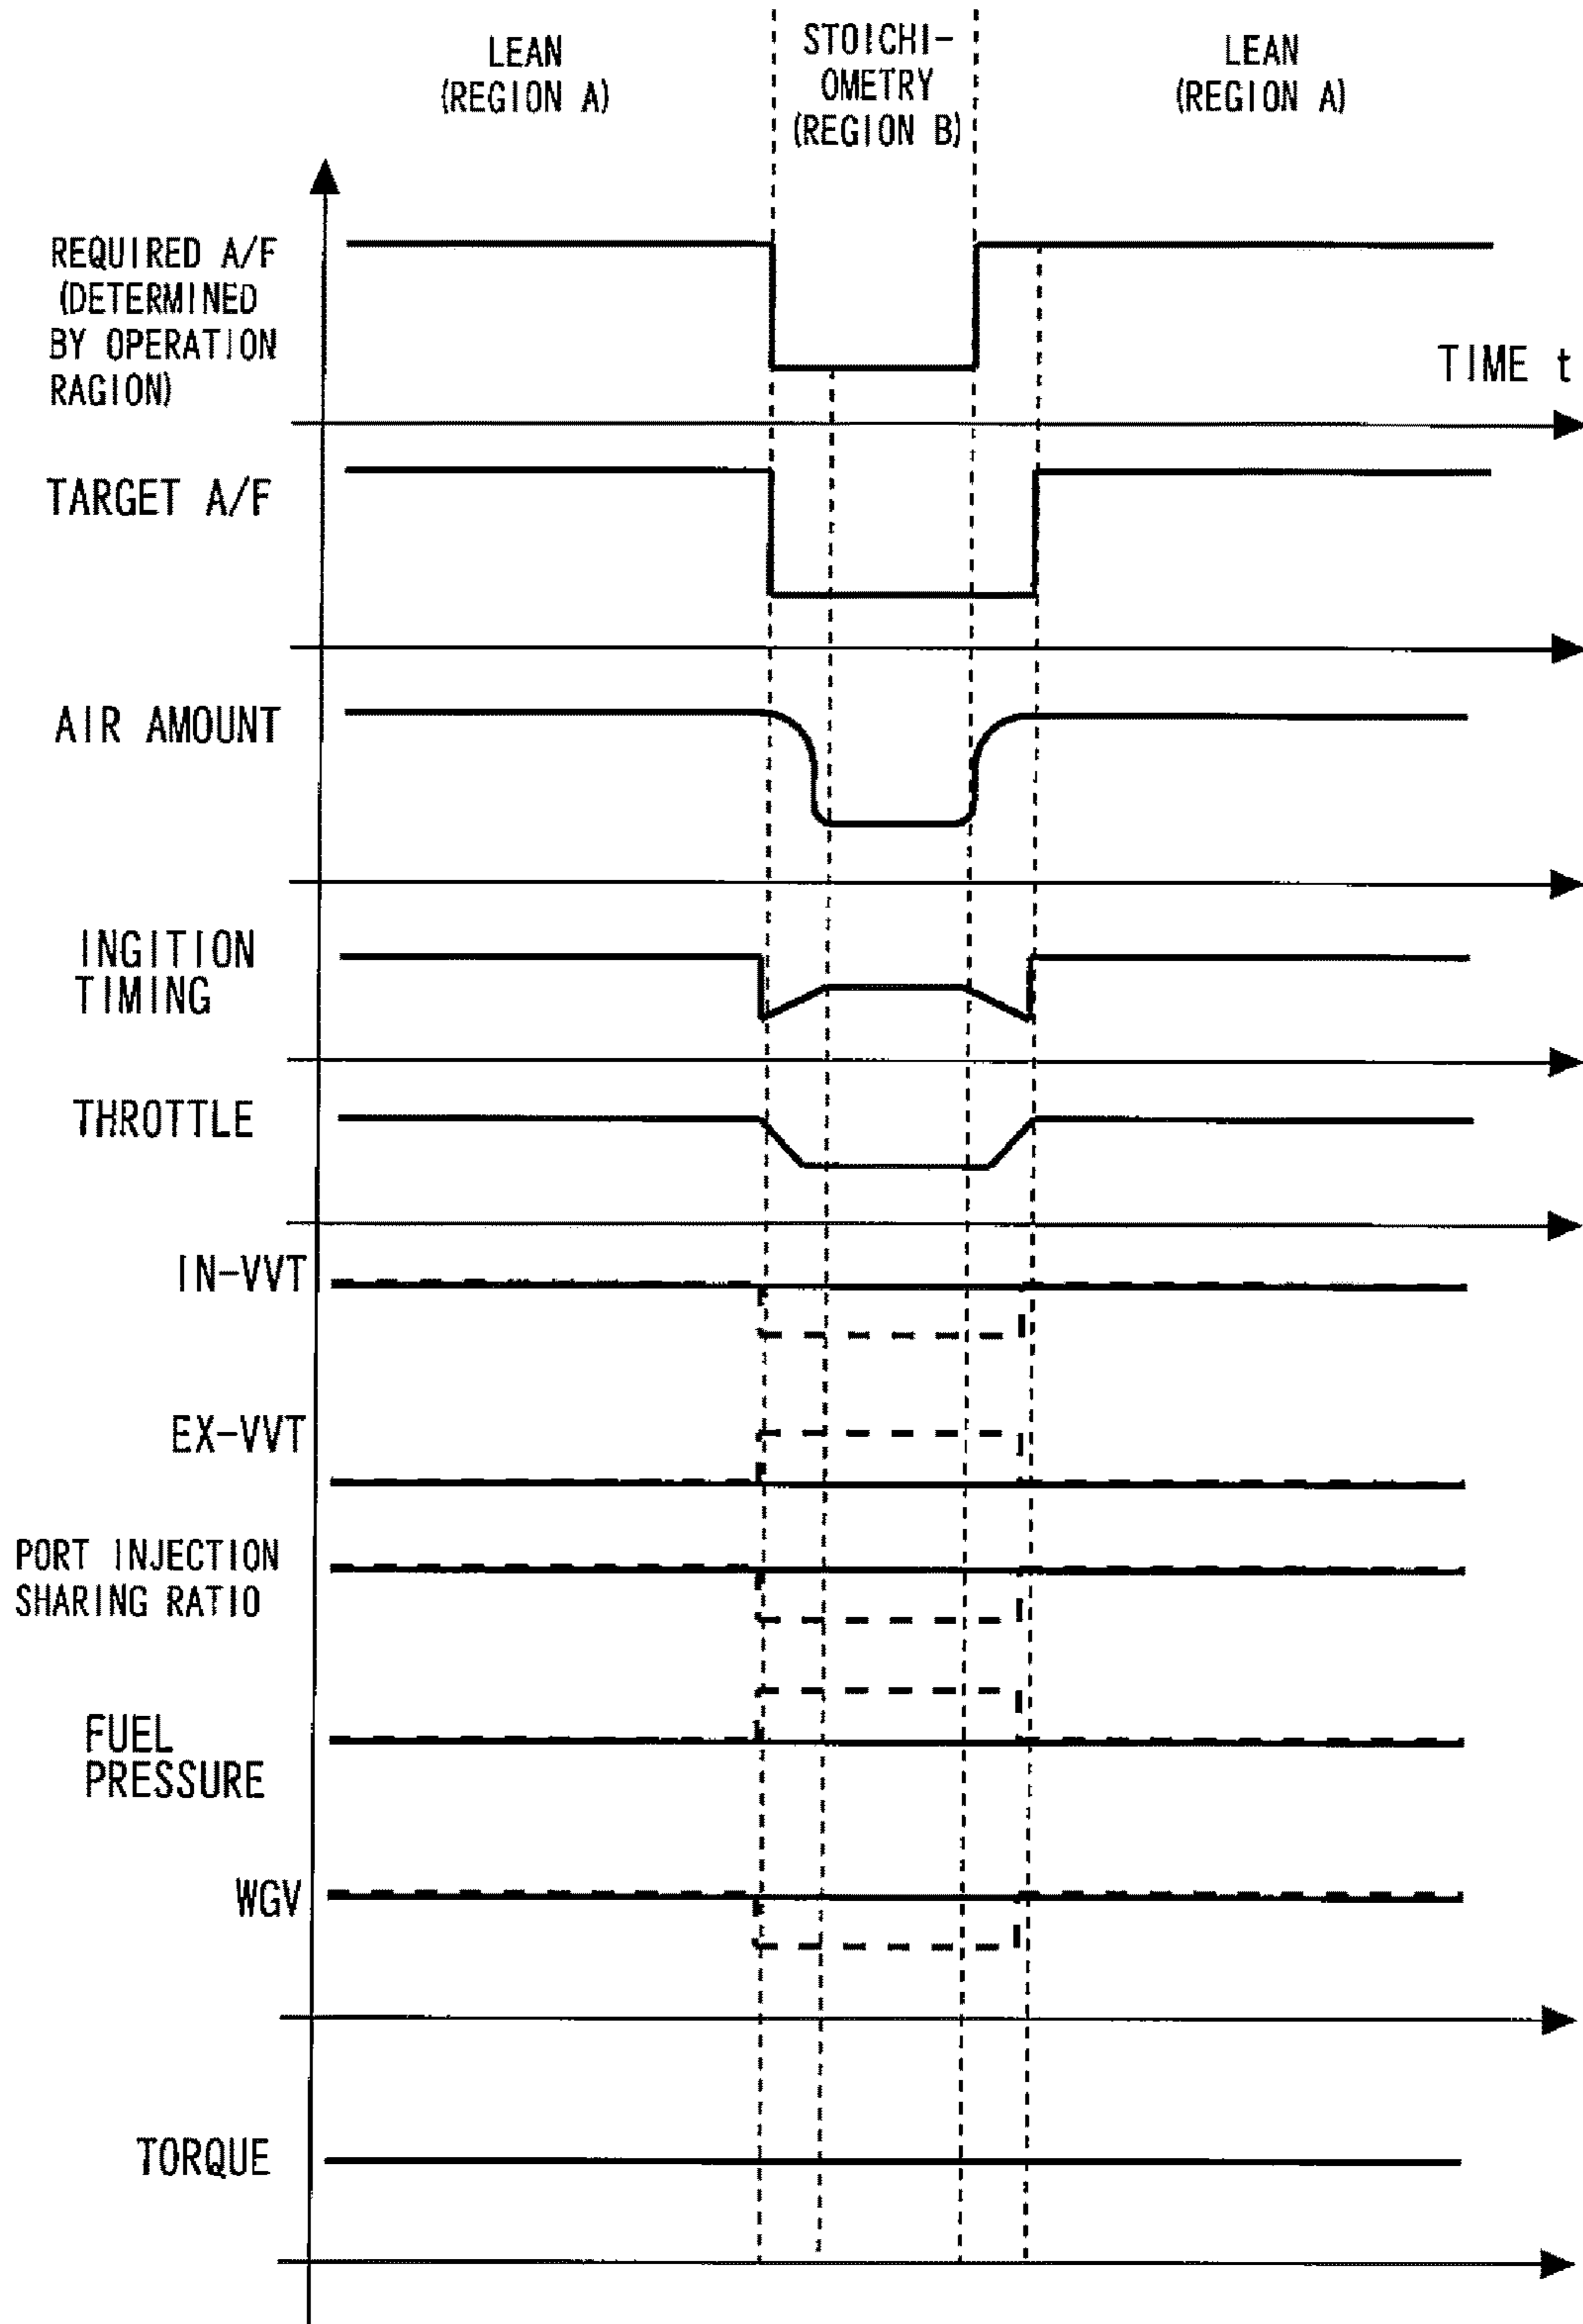 LEAN
(REGION A)
STOICHI-
OMETRY
(REGION B)
LEAN
(REGION A)
REQUIRED A/F
(DETERMINED
BY OPERATION
RAGION)
TIME t
TARGET A/F
AIR AMOUNT
INGITION
TIMING
THROTTLE
IN-VVT
EX-VVT
PORT INJECTION
SHARING RATIO
FUEL
PRESSURE
WGV
TORQUE